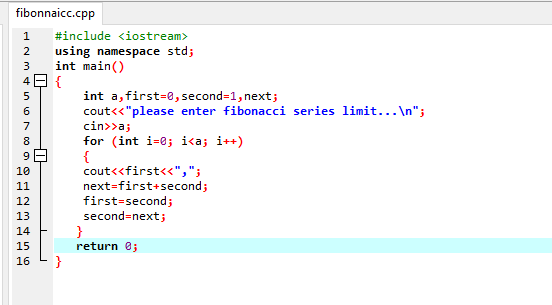 fibonnaicc.cpp
1 #include <iostream>
2 using namespace std;
3 int main()
4 {
5 int a,first=0,second=1,next;
6 cout<<"please enter fibonacci series limit...\n";
7 cin>>a;
8 for (int i=0; i<a; i++)
9 {
10 cout<<first<<",";
11 next=first+second;
12 first=second;
13 second=next;
14 }
15 return 0;
16 }